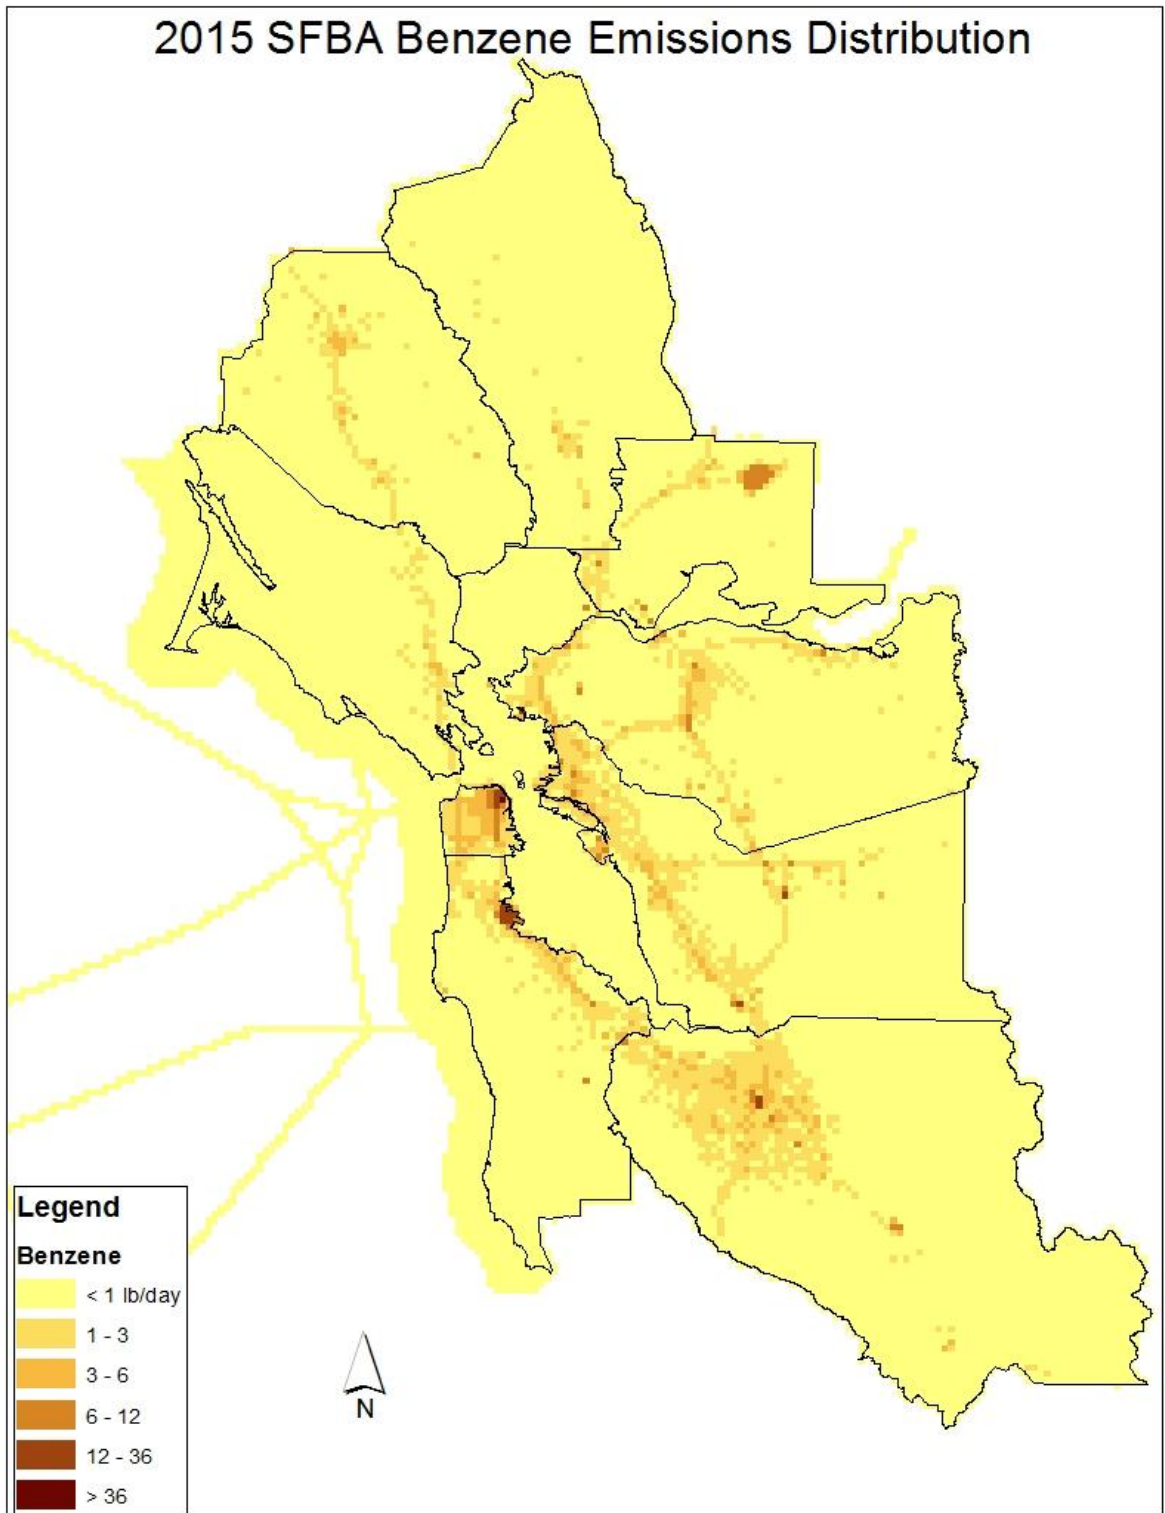 2015 SFBA Benzene Emissions Distribution
Legend
Benzene
< 1 lb/day
1 - 3
3 - 6
6 - 12
12 - 36
> 36
N